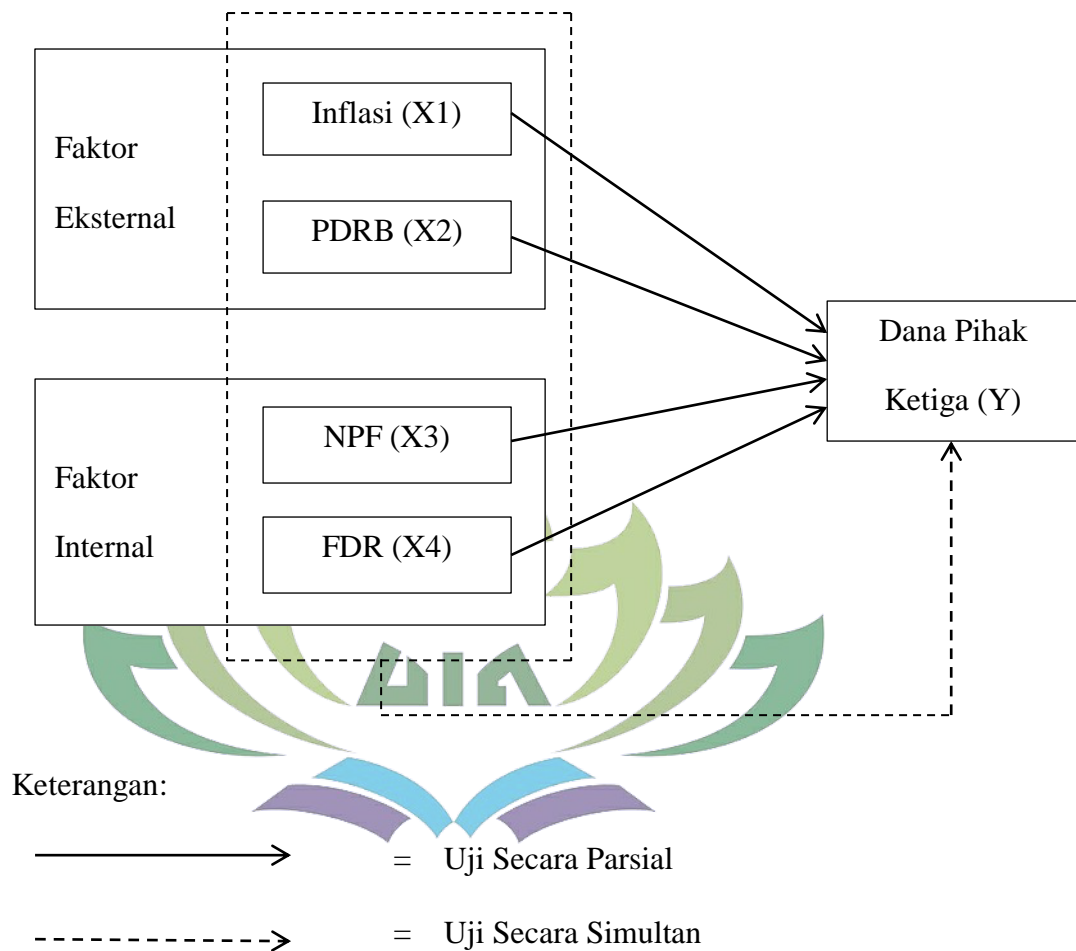 Inflasi (X1)
Faktor
Eksternal
PDRB (X2)
Dana Pihak
Ketiga (Y)
NPF (X3)
Faktor
Internal
FDR (X4)
UIN
Keterangan:
= Uji Secara Parsial
= Uji Secara Simultan